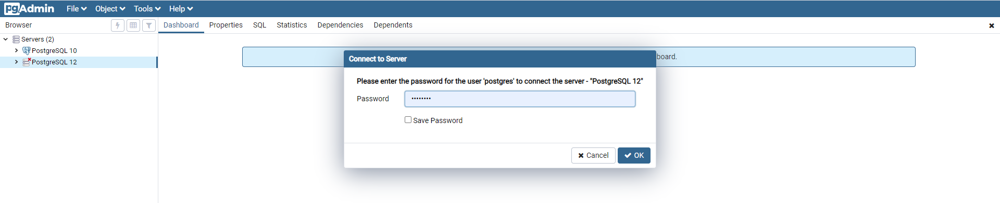 pgAdmin File Object Tools Help
Browser Dashboard Properties SQL Statistics Dependencies Dependents
Servers (2)
PostgreSQL 10
PostgreSQL 12
board.
Connect to Server
Please enter the password for the user 'postgres' to connect the server - "PostgreSQL 12"
Password ••••••••
Save Password
Cancel OK